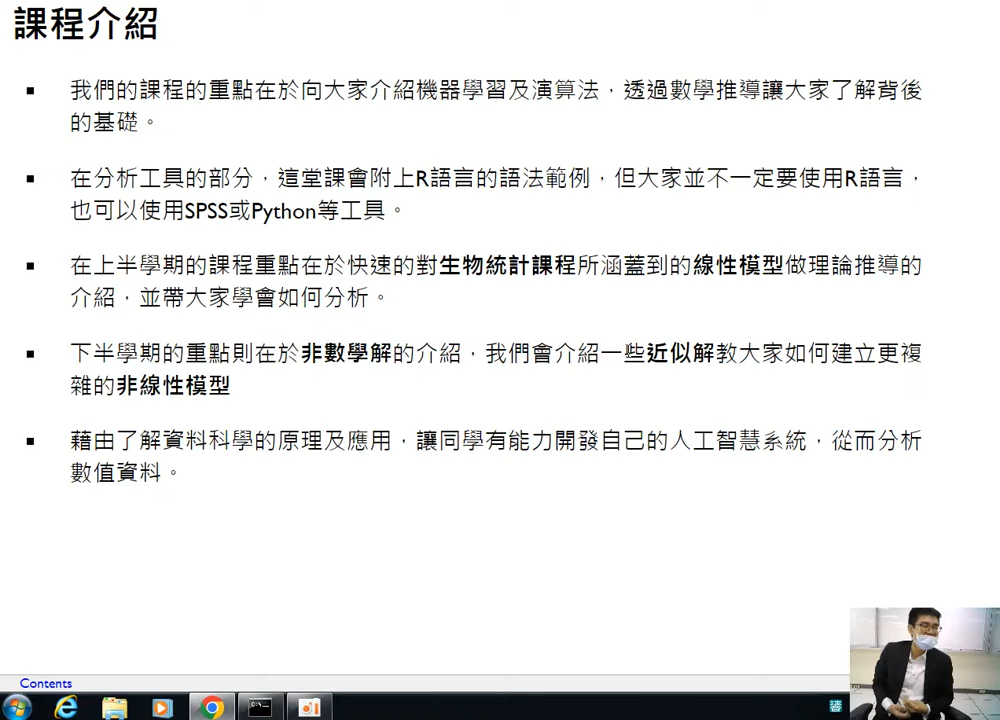 課程介紹
我們的課程的重點在於向大家介紹機器學習及演算法，透過數學推導讓大家了解背後
的基礎。
在分析工具的部分，這堂課會附上R語言的語法範例，但大家並不一定要使用R語言，
也可以使用SPSS或Python等工具。
在上半學期的課程重點在於快速的對生物統計課程所涵蓋到的線性模型做理論推導的
介紹，並帶大家學會如何分析。
下半學期的重點則在於非數學解的介紹，我們會介紹一些近似解教大家如何建立更複
雜的非線性模型
藉由了解資料科學的原理及應用，讓同學有能力開發自己的人工智慧系統，從而分析
數值資料。
Contents